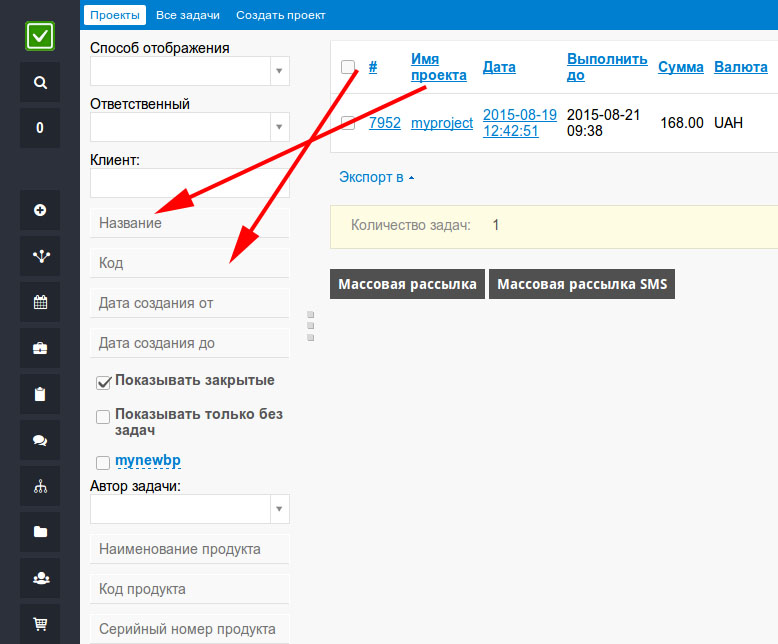 Проекты Все задачи Создать проект
0
Способ отображения
Ответственный
Клиент:
Название
Код
Дата создания от
Дата создания до
Показывать закрытые
Показывать только без
задач
mynewbp
Автор задачи:
Наименование продукта
Код продукта
Серийный номер продукта
# Имя проекта Дата Выполнить до Сумма Валюта
7952 myproject 2015-08-19 12:42:51 2015-08-21 09:38 168.00 UAH
Экспорт в
Количество задач: 1
Массовая рассылка Массовая рассылка SMS